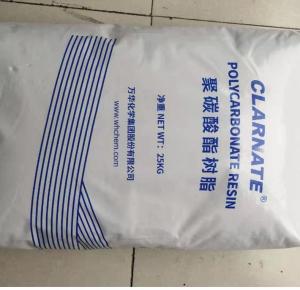 CLARNATE®
POLYCARBONATE RESIN
聚碳酸酯树脂
净重 NET WT: 25KG
万华化学集团股份有限公司
www.whchem.com